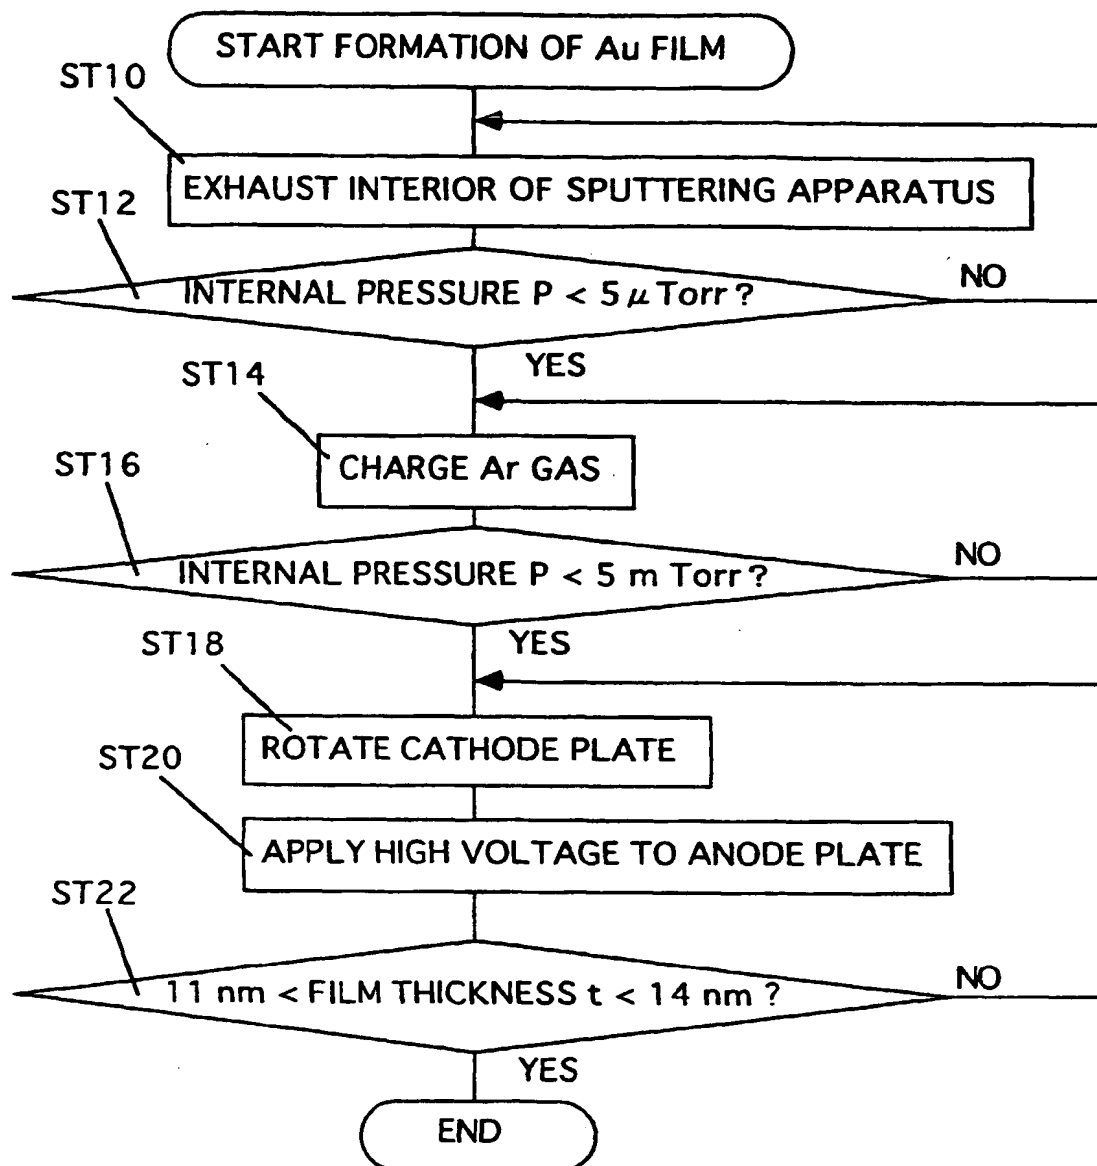 START FORMATION OF Au FILM
ST10
EXHAUST INTERIOR OF SPUTTERING APPARATUS
ST12
INTERNAL PRESSURE P < 5 μ Torr ?
NO
YES
ST14
CHARGE Ar GAS
ST16
INTERNAL PRESSURE P < 5 m Torr ?
NO
YES
ST18
ROTATE CATHODE PLATE
ST20
APPLY HIGH VOLTAGE TO ANODE PLATE
ST22
11 nm < FILM THICKNESS t < 14 nm ?
NO
YES
END